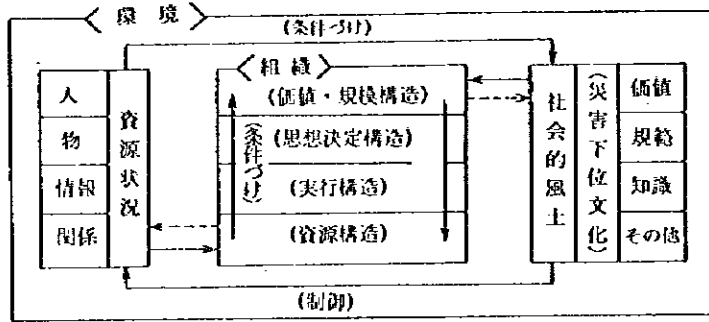 〈環境〉
(条件づけ)
人
物
情報
関係
資源状況
〈組織〉
(価値・規模構造)
(思想決定構造)
(実行構造)
(資源構造)
(条件づけ)
社会的風土
(災害下位文化)
価値
規範
知識
その他
(制御)